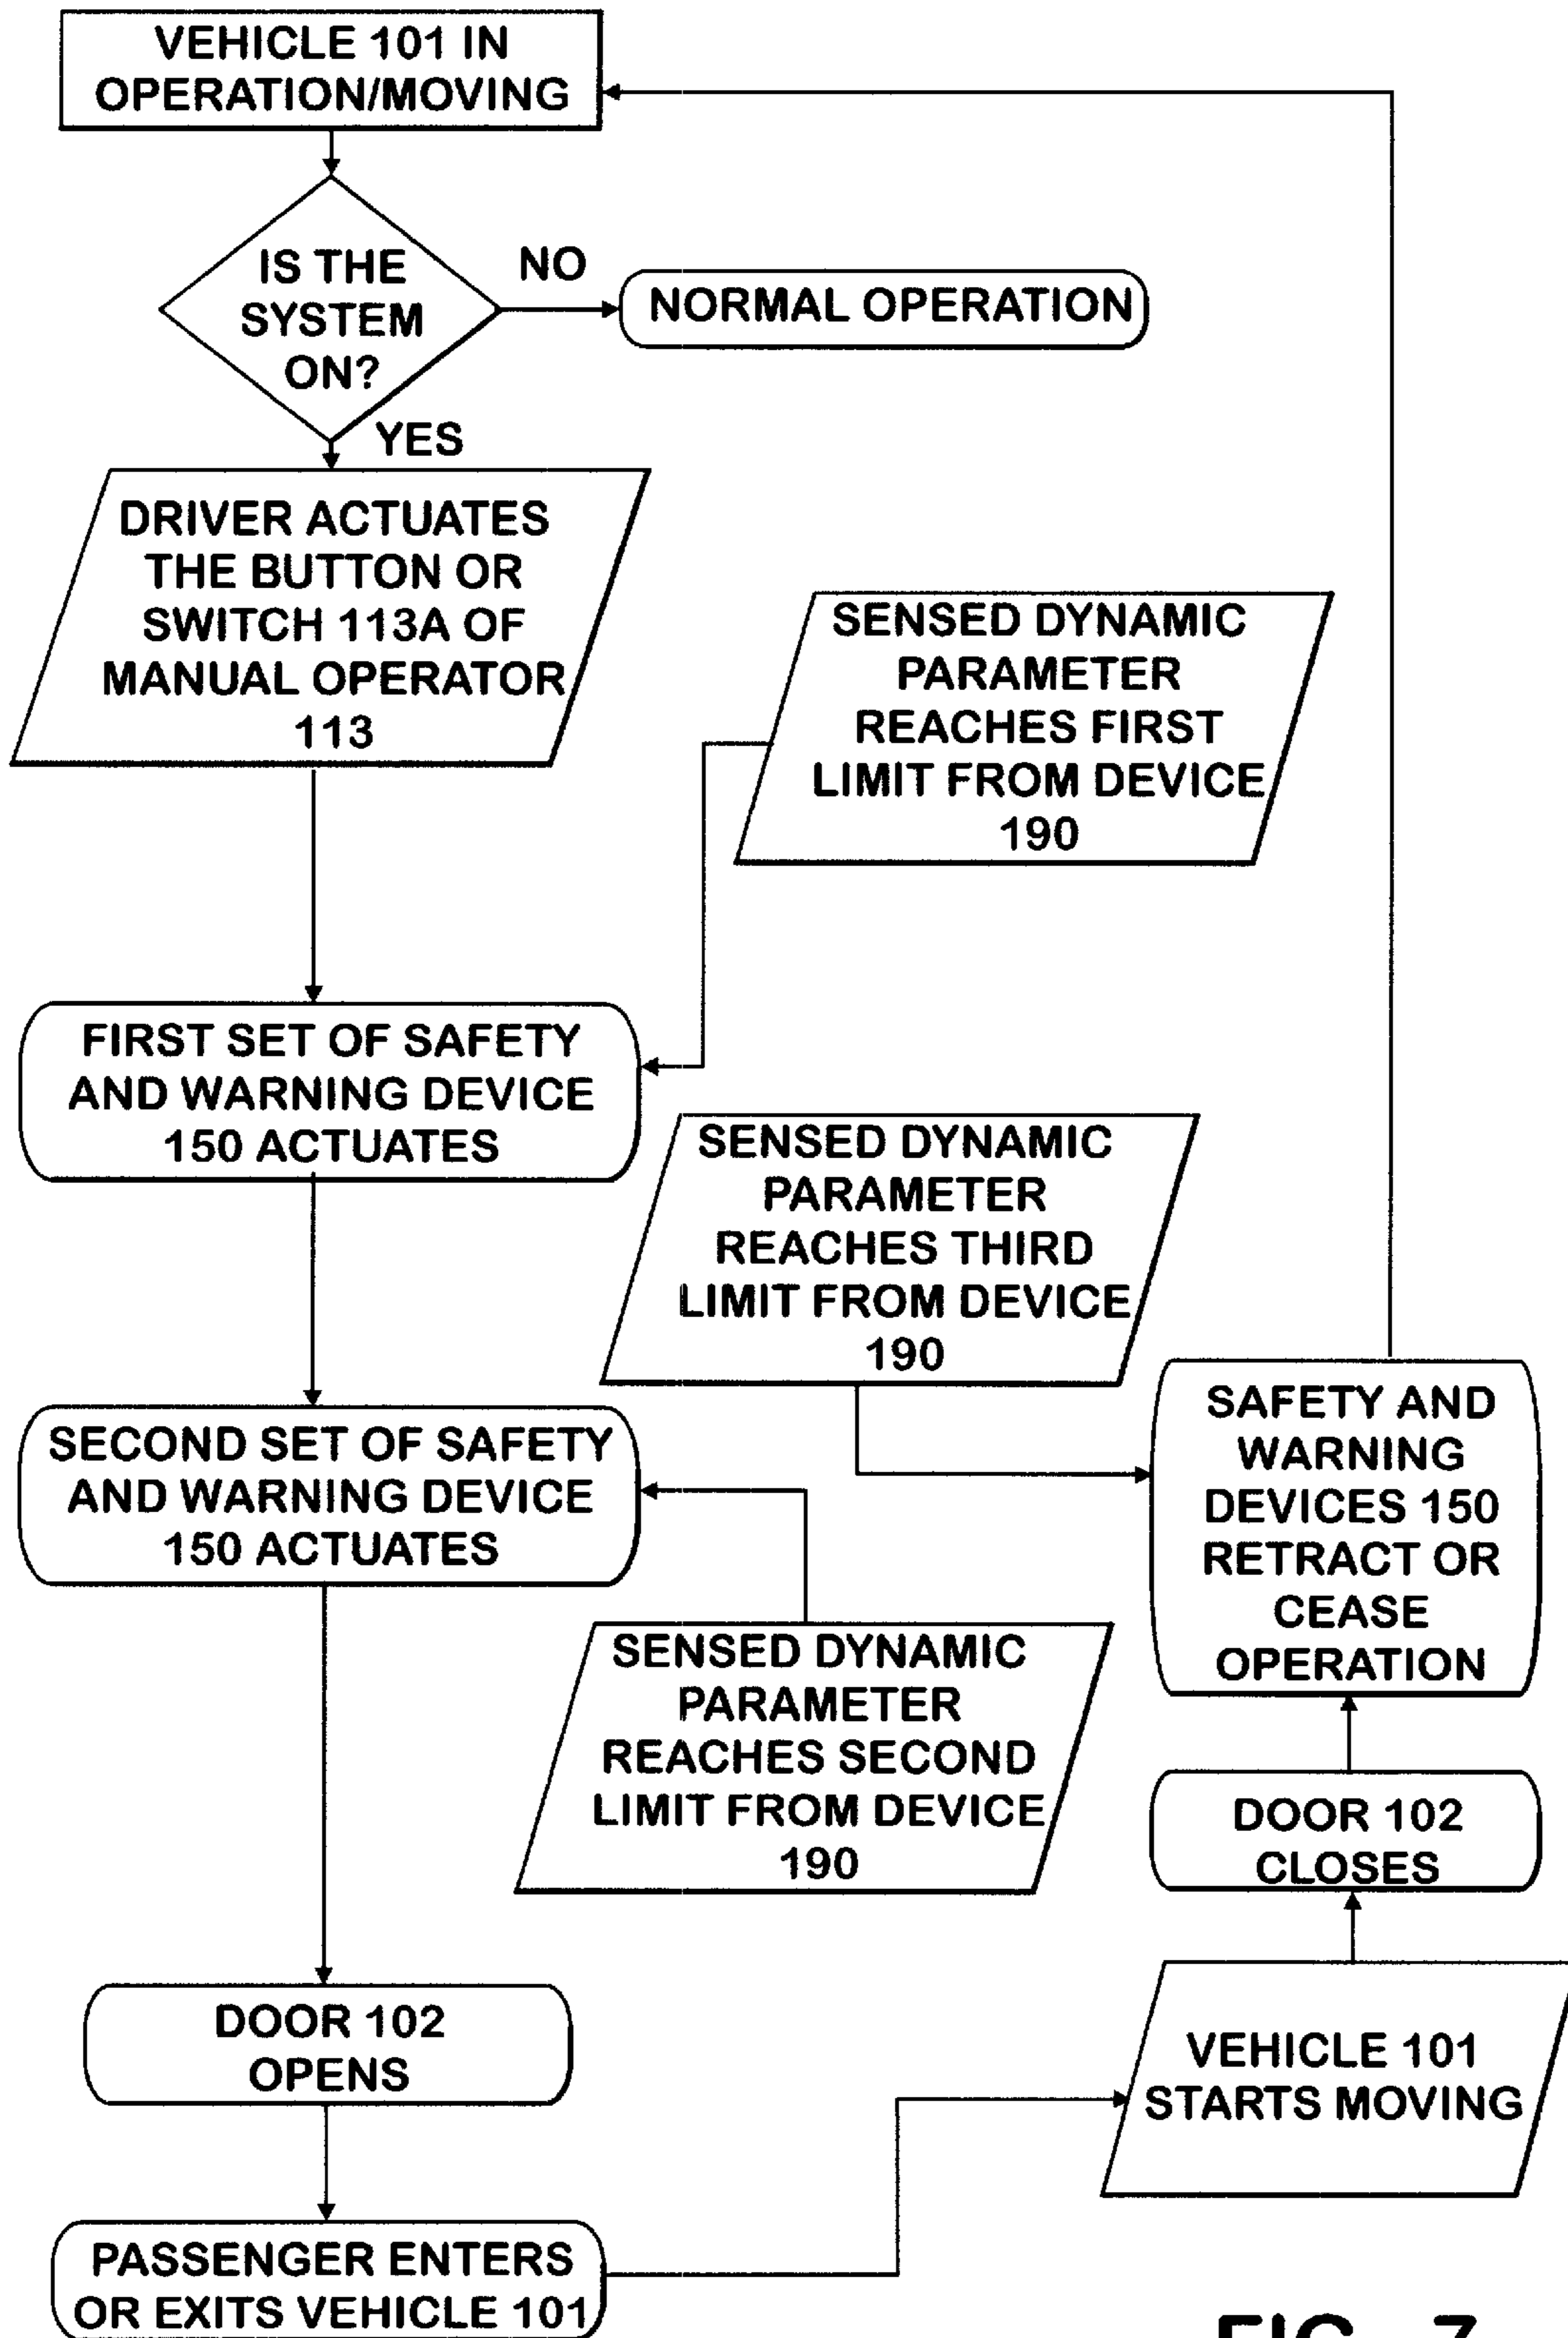 VEHICLE 101 IN
OPERATION/MOVING
IS THE
SYSTEM
ON?
NO
NORMAL OPERATION
YES
DRIVER ACTUATES
THE BUTTON OR
SWITCH 113A OF
MANUAL OPERATOR
113
SENSED DYNAMIC
PARAMETER
REACHES FIRST
LIMIT FROM DEVICE
190
FIRST SET OF SAFETY
AND WARNING DEVICE
150 ACTUATES
SENSED DYNAMIC
PARAMETER
REACHES THIRD
LIMIT FROM DEVICE
190
SECOND SET OF SAFETY
AND WARNING DEVICE
150 ACTUATES
SAFETY AND
WARNING
DEVICES 150
RETRACT OR
CEASE
OPERATION
SENSED DYNAMIC
PARAMETER
REACHES SECOND
LIMIT FROM DEVICE
190
DOOR 102
CLOSES
DOOR 102
OPENS
VEHICLE 101
STARTS MOVING
PASSENGER ENTERS
OR EXITS VEHICLE 101
FIG. 7